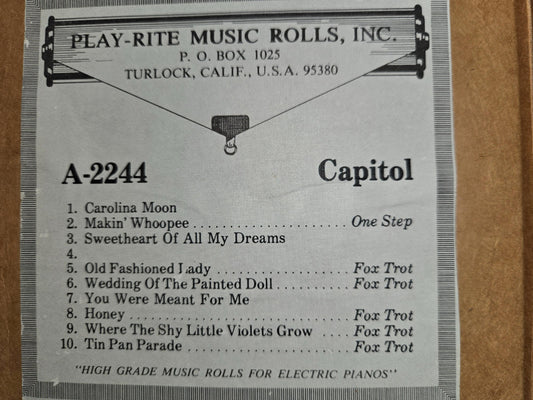 PLAY-RITE MUSIC ROLLS, INC.
P. O. BOX 1025
TURLOCK, CALIF., U.S.A. 95380
A-2244 Capitol
1. Carolina Moon
2. Makin' Whoopee . . . . . . . . . . . . . . . . . . . . . One Step
3. Sweetheart Of All My Dreams
4.
5. Old Fashioned Lady . . . . . . . . . . . . . . . . . . Fox Trot
6. Wedding Of The Painted Doll . . . . . . . . . . Fox Trot
7. You Were Meant For Me
8. Honey . . . . . . . . . . . . . . . . . . . . . . . . . . . . . . Fox Trot
9. Where The Shy Little Violets Grow . . . . Fox Trot
10. Tin Pan Parade . . . . . . . . . . . . . . . . . . . . . . . Fox Trot
"HIGH GRADE MUSIC ROLLS FOR ELECTRIC PIANOS"